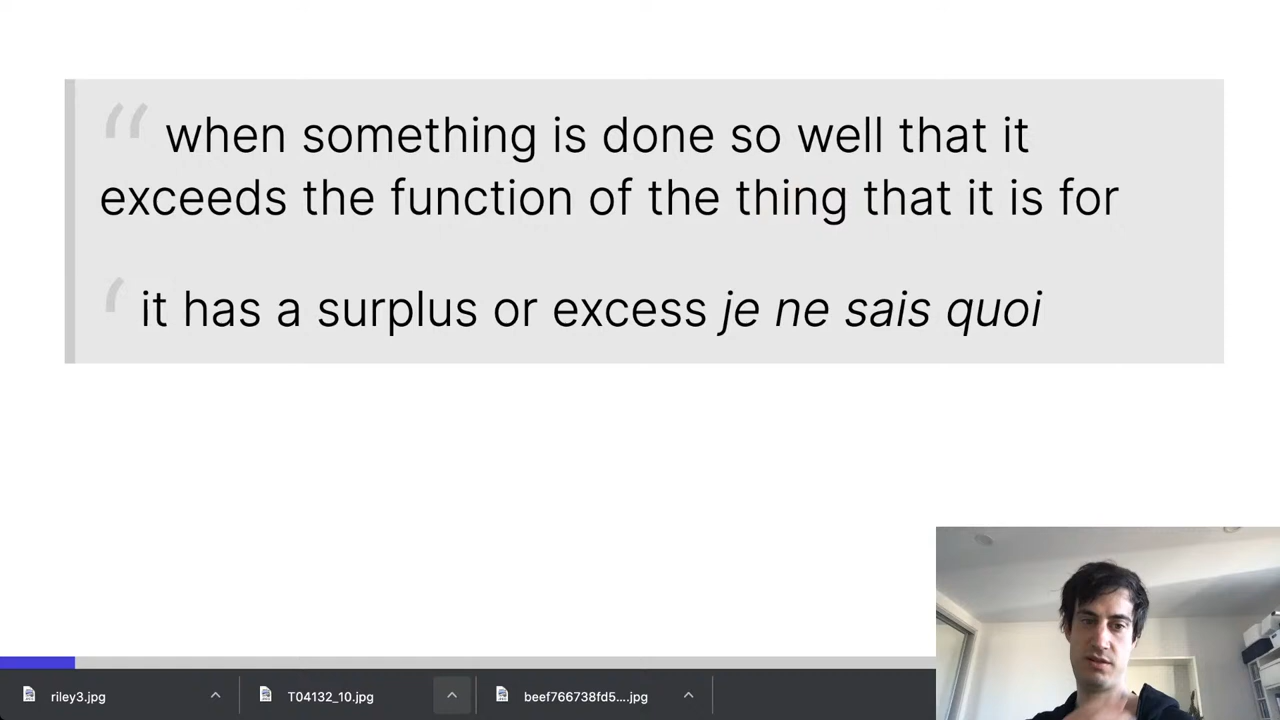 “ when something is done so well that it
exceeds the function of the thing that it is for
‘ it has a surplus or excess je ne sais quoi
riley3.jpg
T04132_10.jpg
beef766738fd5....jpg